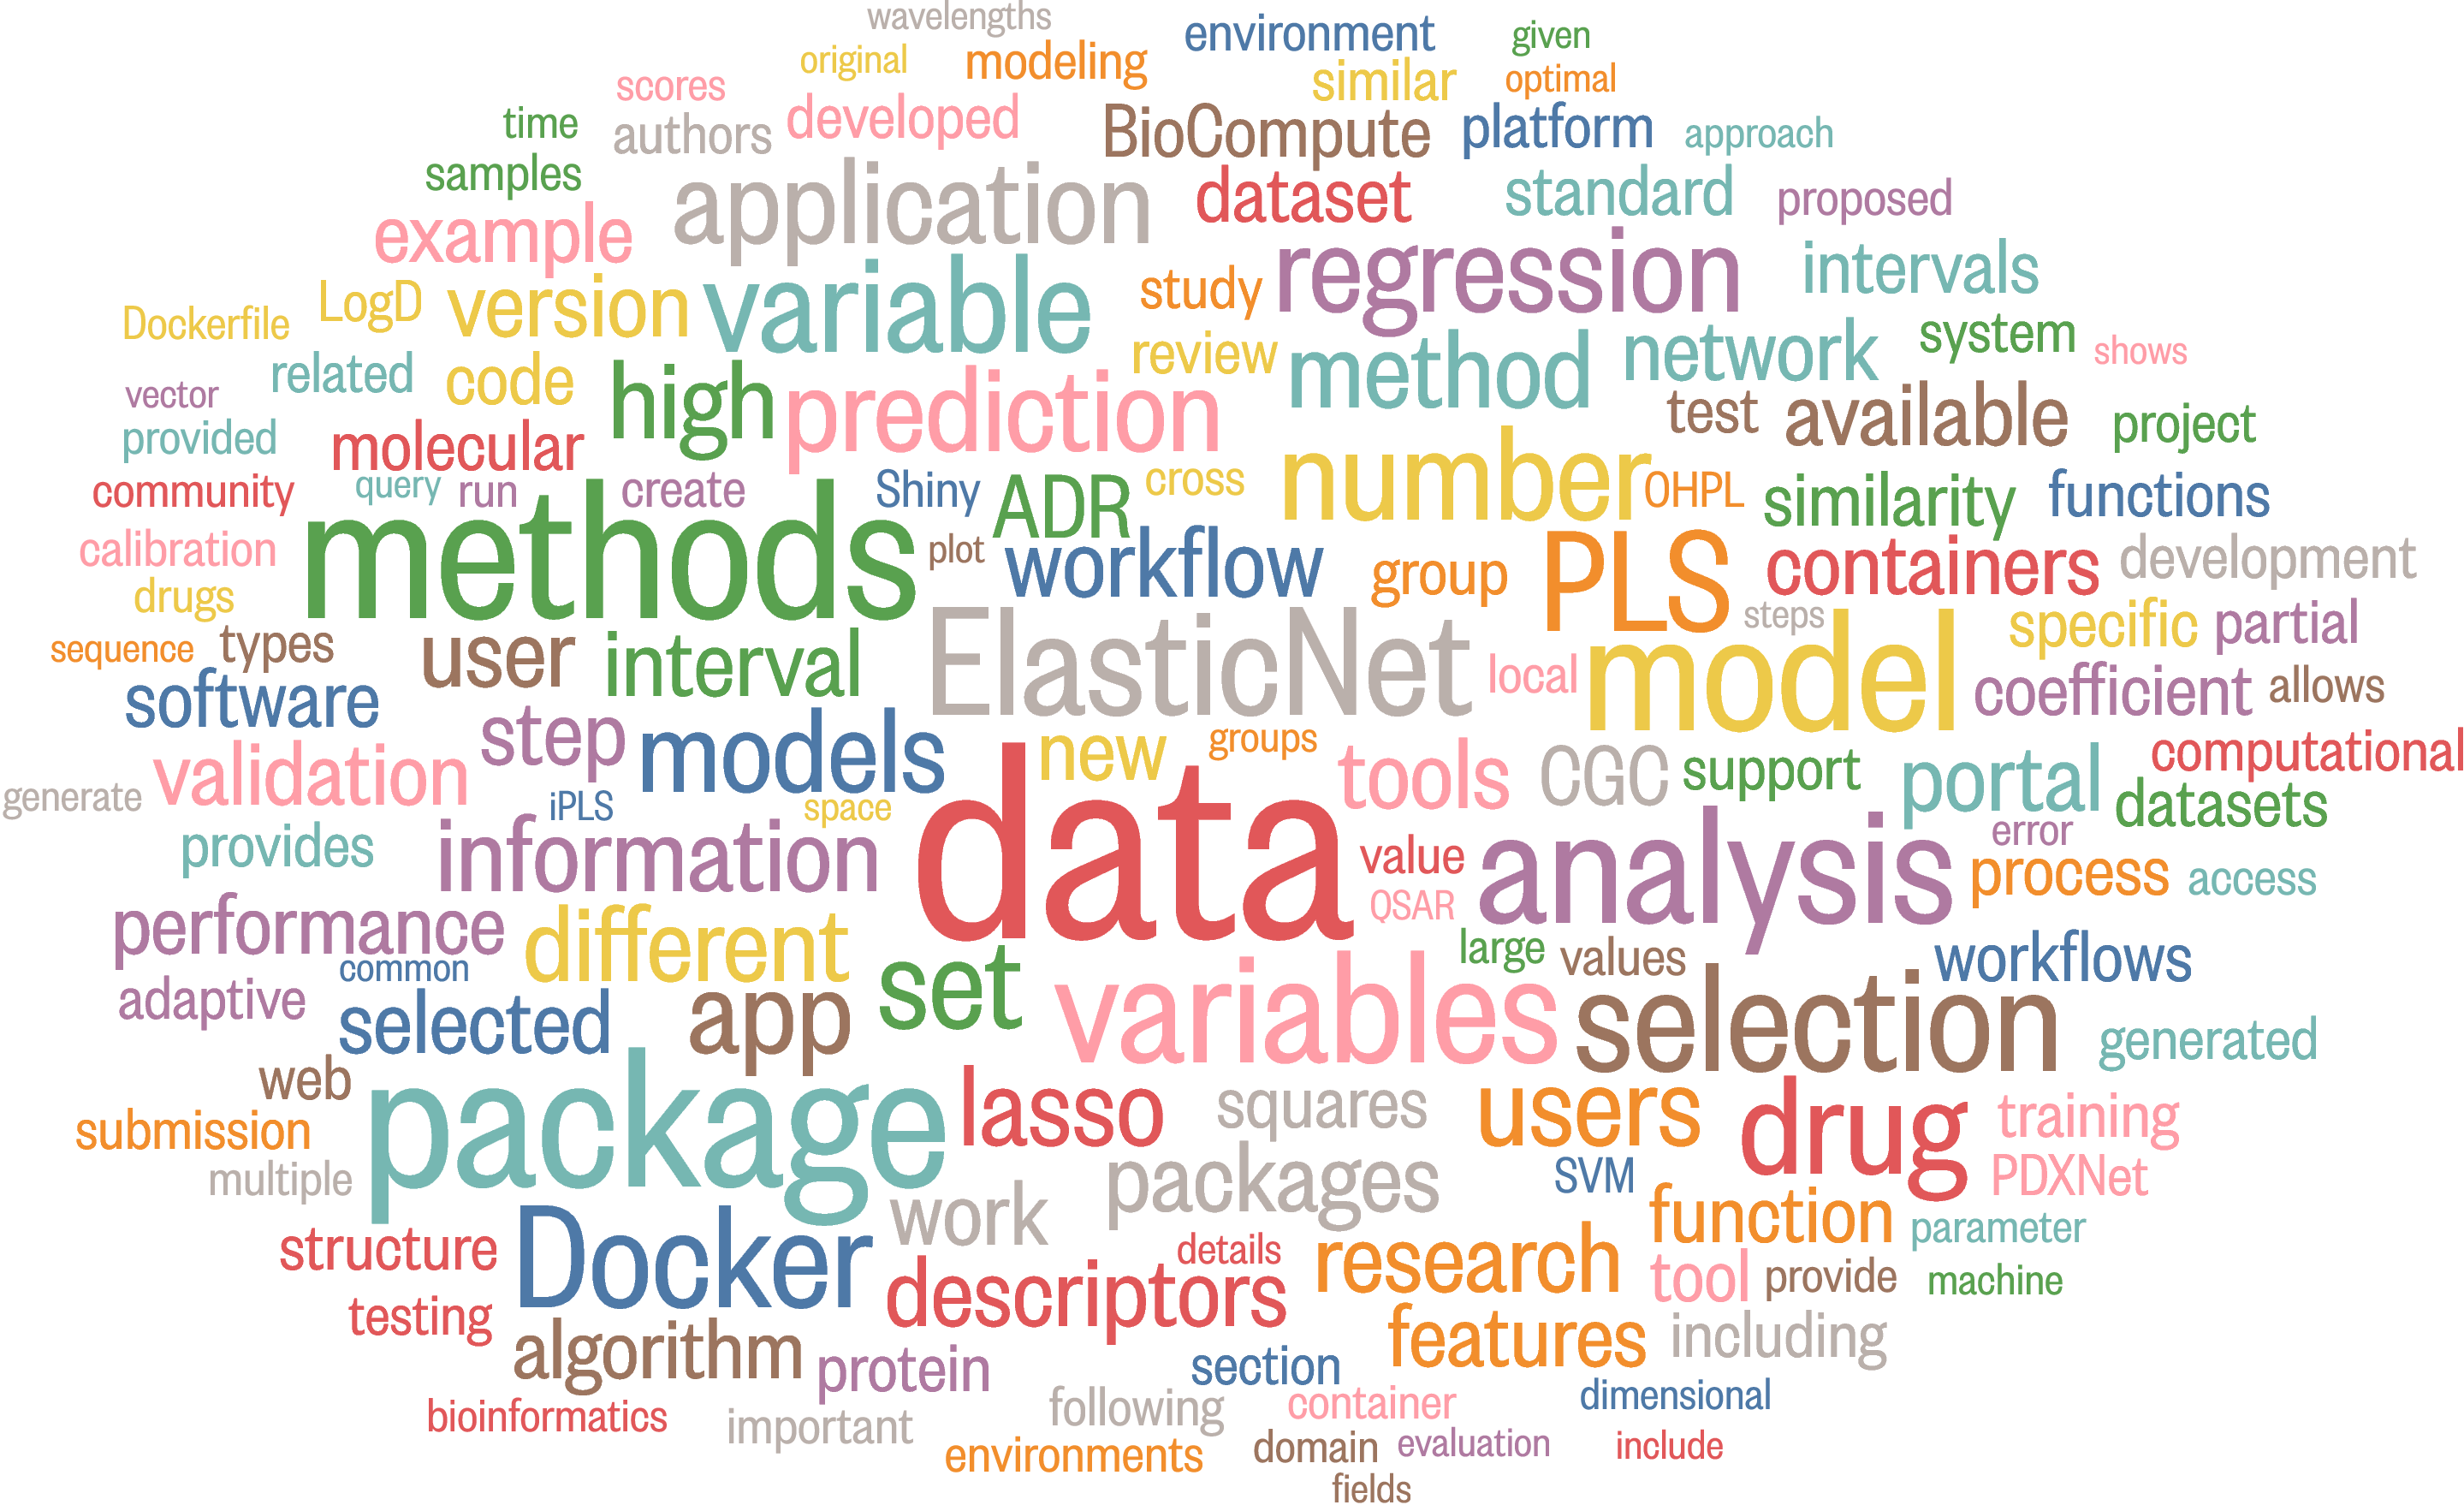 wavelengths
environment
given
original
modeling
similar
optimal
scores
time
authors
developed
BioCompute
platform
approach
samples
application
dataset
standard
proposed
example
regression
intervals
Dockerfile
LogD
version
variable
study
review
method
network
system
shows
related
code
high
prediction
vector
test
available
project
provided
molecular
community
query
run
create
Shiny
ADR
cross
number
OHPL
similarity
functions
calibration
methods
plot
workflow
group
PLS
containers
development
drugs
steps
sequence
types
user
interval
ElasticNet
local
model
specific
partial
software
coefficient
allows
step
models
new
groups
tools
CGC
support
portal
computational
generate
validation
iPLS
space
datasets
provides
information
data
value
analysis
error
process
access
QSAR
performance
different
large
values
workflows
common
adaptive
selected
app
set
variables
selection
generated
web
package
lasso
squares
users
drug
training
submission
multiple
packages
SVM
PDXNet
work
function
parameter
structure
Docker
details
research
tool
provide
machine
descriptors
testing
algorithm
features
including
protein
section
bioinformatics
important
following
container
dimensional
environments
domain
evaluation
include
fields